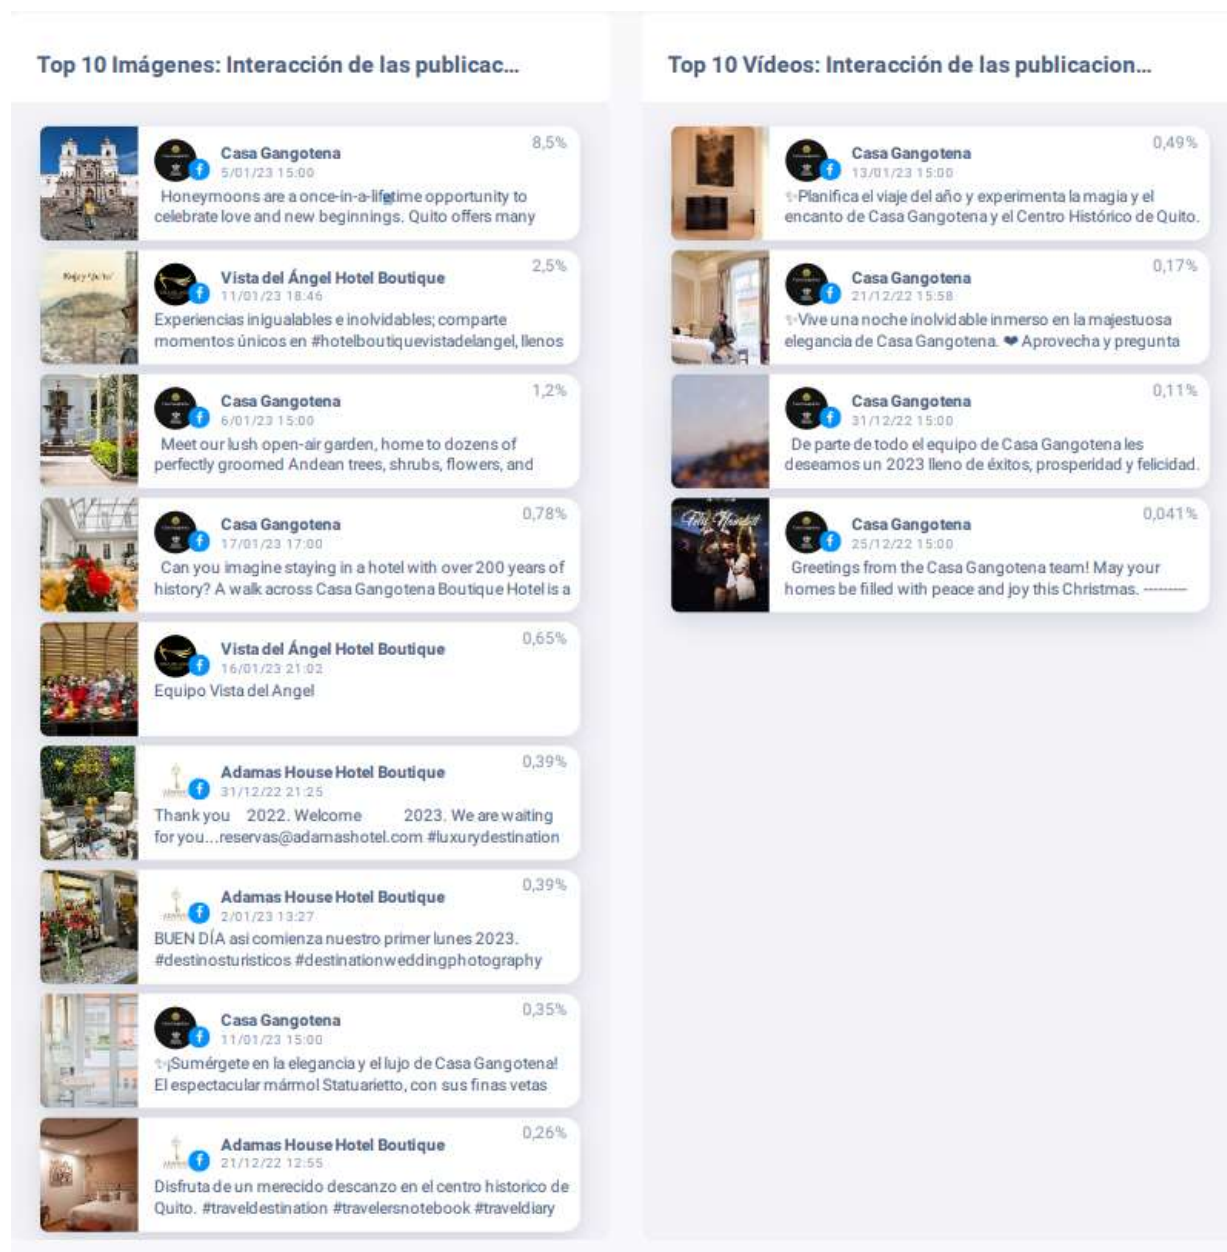 Top 10 Imágenes: Interacción de las publicac...
8,5%
Casa Gangotena
5/01/23 15:00
Honeymoons are a once-in-a-lifetime opportunity to
celebrate love and new beginnings. Quito offers many
2,5%
Vista del Ángel Hotel Boutique
11/01/23 18:46
Experiencias inigualables e inolvidables; comparte
momentos únicos en #hotelboutiquevistadelangel, llenos
1,2%
Casa Gangotena
6/01/23 15:00
Meet our lush open-air garden, home to dozens of
perfectly groomed Andean trees, shrubs, flowers, and
0,78%
Casa Gangotena
17/01/23 17:00
Can you imagine staying in a hotel with over 200 years of
history? A walk across Casa Gangotena Boutique Hotel is a
0,65%
Vista del Ángel Hotel Boutique
16/01/23 21:02
Equipo Vista del Angel
0,39%
Adamas House Hotel Boutique
31/12/22 21:25
Thank you 2022. Welcome 2023. We are waiting
for you...reservas@adamashotel.com #luxurydestination
0,39%
Adamas House Hotel Boutique
2/01/23 13:27
BUEN DÍA asi comienza nuestro primer lunes 2023.
#destinosturisticos #destinationweddingphotography
0,35%
Casa Gangotena
11/01/23 15:00
✨¡Sumérgete en la elegancia y el lujo de Casa Gangotena!
El espectacular mármol Statuarietto, con sus finas vetas
0,26%
Adamas House Hotel Boutique
21/12/22 12:55
Disfruta de un merecido descanzo en el centro historico de
Quito. #traveldestination #travelersnotebook #traveldiary
Top 10 Vídeos: Interacción de las publicacion...
0,49%
Casa Gangotena
13/01/23 15:00
✨Planifica el viaje del año y experimenta la magia y el
encanto de Casa Gangotena y el Centro Histórico de Quito.
0,17%
Casa Gangotena
21/12/22 15:58
✨Vive una noche inolvidable inmerso en la majestuosa
elegancia de Casa Gangotena. ❤ Aprovecha y pregunta
0,11%
Casa Gangotena
31/12/22 15:00
De parte de todo el equipo de Casa Gangotena les
deseamos un 2023 lleno de éxitos, prosperidad y felicidad.
Feliz Navidad
0,041%
Casa Gangotena
25/12/22 15:00
Greetings from the Casa Gangotena team! May your
homes be filled with peace and joy this Christmas. ---------